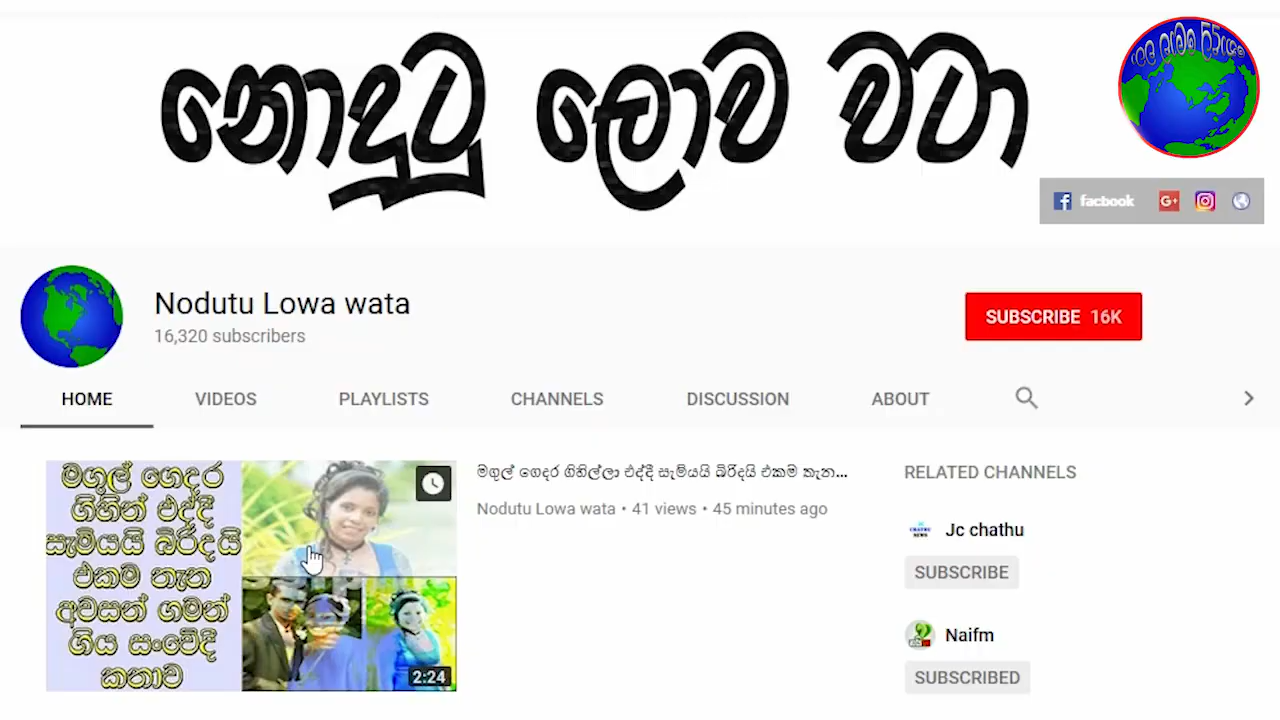 නොදුටු ලොව වටා
facbook
Nodutu Lowa wata
16,320 subscribers
SUBSCRIBE 16K
HOME VIDEOS PLAYLISTS CHANNELS DISCUSSION ABOUT
මගුල් ගෙදර
ගිහින් එද්දී
සැමියයි බිරිදයි
එකම තැන
අවසන් ගමන්
ගිය සංවේදී
කතාව
2:24
මගුල් ගෙදර ගිහිල්ලා එද්දී සැමියයි බිරිදයි එකම තැන...
Nodutu Lowa wata • 41 views • 45 minutes ago
RELATED CHANNELS
Jc chathu
SUBSCRIBE
Naifm
SUBSCRIBED